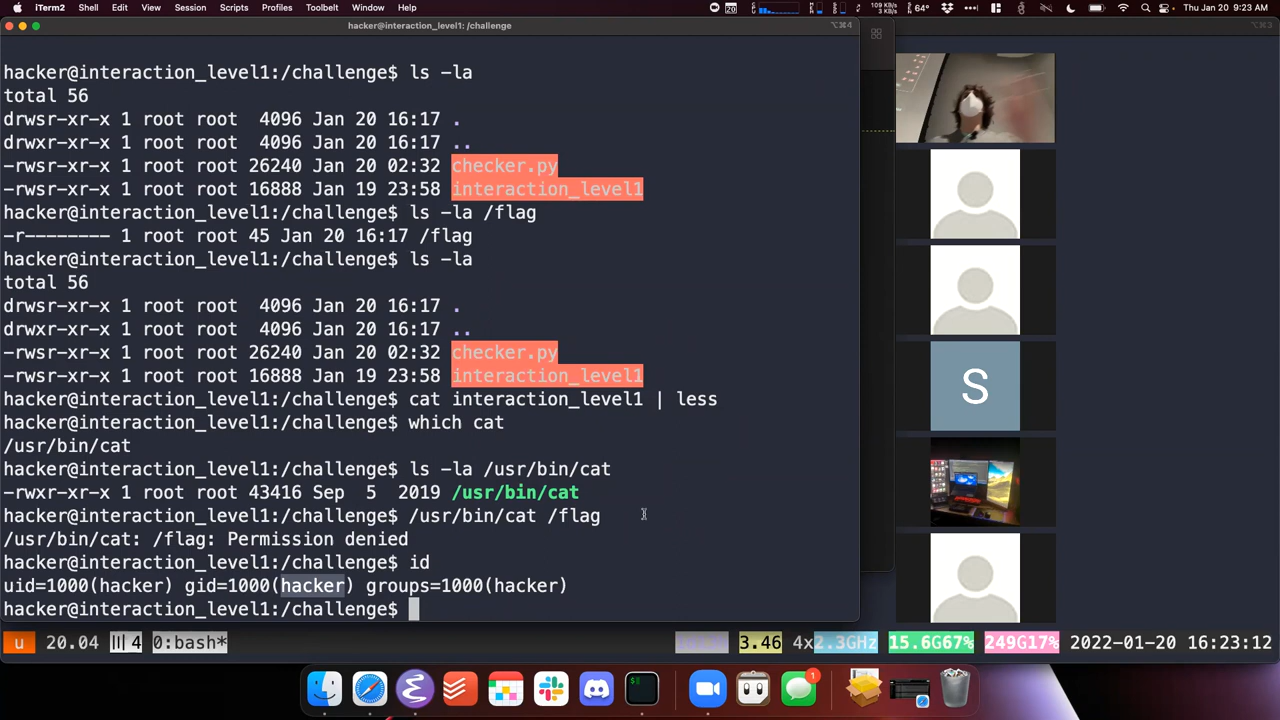 iTerm2 Shell Edit View Session Scripts Profiles Toolbelt Window Help 20 109 KB/s 64° Thu Jan 20 9:23 AM
hacker@interaction_level1: /challenge ⌥⌘4 ⌥⌘3
hacker@interaction_level1:/challenge$ ls -la
total 56
drwsr-xr-x 1 root root 4096 Jan 20 16:17 .
drwxr-xr-x 1 root root 4096 Jan 20 16:17 ..
-rwsr-xr-x 1 root root 26240 Jan 20 02:32 checker.py
-rwsr-xr-x 1 root root 16888 Jan 19 23:58 interaction_level1
hacker@interaction_level1:/challenge$ ls -la /flag
-r-------- 1 root root 45 Jan 20 16:17 /flag
hacker@interaction_level1:/challenge$ ls -la
total 56
drwsr-xr-x 1 root root 4096 Jan 20 16:17 .
drwxr-xr-x 1 root root 4096 Jan 20 16:17 ..
-rwsr-xr-x 1 root root 26240 Jan 20 02:32 checker.py
-rwsr-xr-x 1 root root 16888 Jan 19 23:58 interaction_level1
hacker@interaction_level1:/challenge$ cat interaction_level1 | less
hacker@interaction_level1:/challenge$ which cat
/usr/bin/cat
hacker@interaction_level1:/challenge$ ls -la /usr/bin/cat
-rwxr-xr-x 1 root root 43416 Sep 5 2019 /usr/bin/cat
hacker@interaction_level1:/challenge$ /usr/bin/cat /flag
/usr/bin/cat: /flag: Permission denied
hacker@interaction_level1:/challenge$ id
uid=1000(hacker) gid=1000(hacker) groups=1000(hacker)
hacker@interaction_level1:/challenge$
S
u 20.04 4 0:bash* 3.46 4x2.3GHz 15.6G67% 249G17% 2022-01-20 16:23:12
1